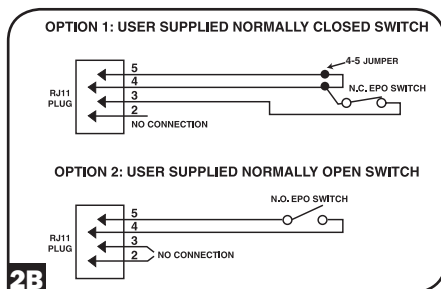 OPTION 1: USER SUPPLIED NORMALLY CLOSED SWITCH
4-5 JUMPER
5
4
N.C. EPO SWITCH
RJ11
PLUG
3
2
NO CONNECTION
OPTION 2: USER SUPPLIED NORMALLY OPEN SWITCH
N.O. EPO SWITCH
5
4
RJ11
PLUG
3
2
NO CONNECTION
2B